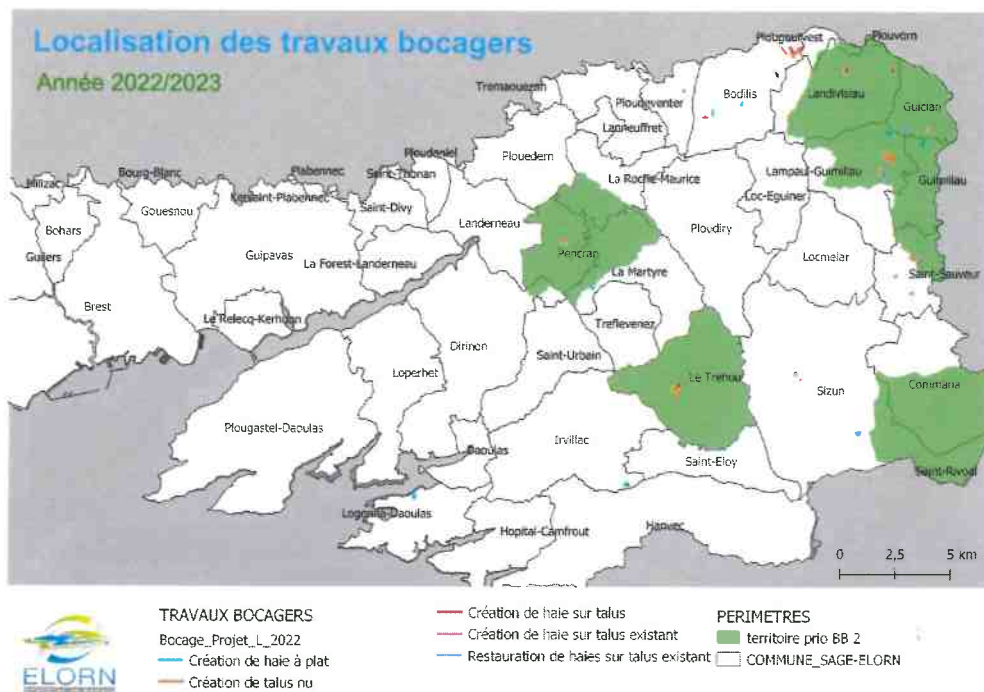 Localisation des travaux bocagers
Année 2022/2023
Plouvorn
Bodilis
Landivisiau
Guiclan
Tremaouezan
Ploudaniel
Plouedern
Lanneuffret
Bourg-Blanc
Plabennec
Saint-Thonan
La Roche-Maurice
Lampaul-Guimiliau
Guimiliau
Milizac
Kersaint-Plabennec
Saint-Divy
Loc-Eguiner
Gouesnou
Bohars
Landerneau
Ploudiry
Guilers
Guipavas
La Forest-Landerneau
Pencran
Locmelar
La Martyre
Saint-Sauveur
Brest
Le Relecq-Kerhuon
Treflevenez
Dirinon
Saint-Urbain
Loperhet
Le Trehou
Sizun
Commana
Plougastel-Daoulas
Irvillac
Daoulas
Saint-Eloy
Saint-Rivoal
Logonna-Daoulas
Hopital-Camfrout
Hanvec
0 2,5 5 km
TRAVAUX BOCAGERS
Bocage_Projet_L_2022
Création de haie à plat
Création de talus nu
Création de haie sur talus
Création de haie sur talus existant
Restauration de haies sur talus existant
PERIMETRES
territoire prio BB 2
COMMUNE_SAGE-ELORN
ELORN